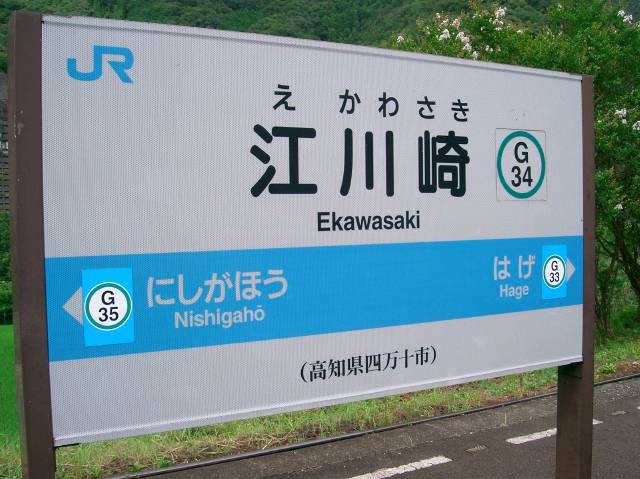 JR
えかわさき
江川崎
G
34
Ekawasaki
G
35
にしがほう
Nishigahō
はげ
Hage
G
33
(高知県四万十市)